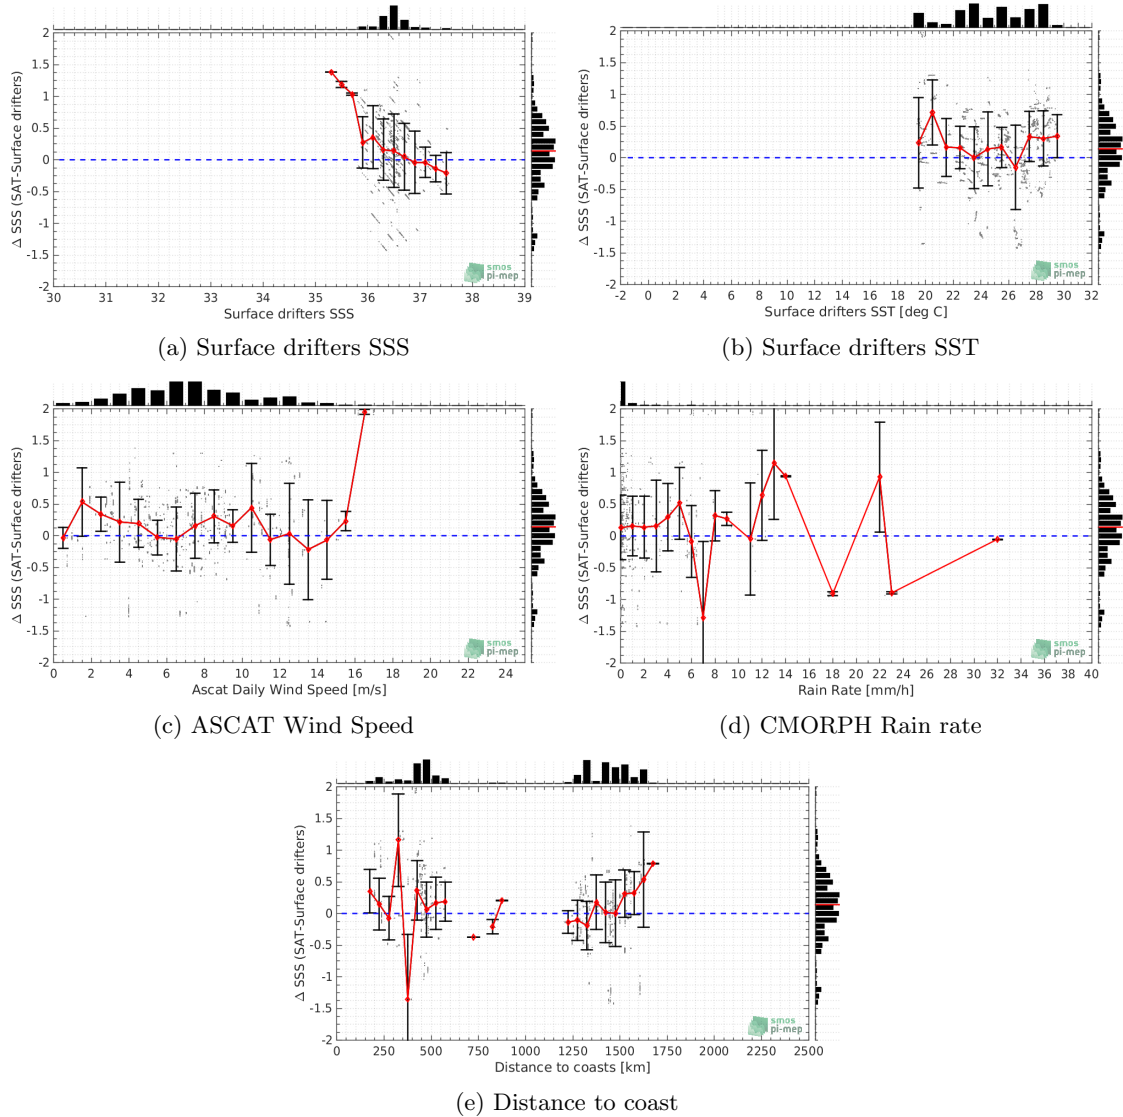 2
1.5
1
0.5
0
-0.5
-1
-1.5
-2
Δ SSS (SAT-Surface drifters)
30 31 32 33 34 35 36 37 38 39
Surface drifters SSS
smos
pi-mep
(a) Surface drifters SSS
2
1.5
1
0.5
0
-0.5
-1
-1.5
-2
Δ SSS (SAT-Surface drifters)
-2 0 2 4 6 8 10 12 14 16 18 20 22 24 26 28 30 32
Surface drifters SST [deg C]
smos
pi-mep
(b) Surface drifters SST
2
1.5
1
0.5
0
-0.5
-1
-1.5
-2
Δ SSS (SAT-Surface drifters)
0 2 4 6 8 10 12 14 16 18 20 22 24
Ascat Daily Wind Speed [m/s]
smos
pi-mep
(c) ASCAT Wind Speed
2
1.5
1
0.5
0
-0.5
-1
-1.5
-2
Δ SSS (SAT-Surface drifters)
0 2 4 6 8 10 12 14 16 18 20 22 24 26 28 30 32 34 36 38 40
Rain Rate [mm/h]
smos
pi-mep
(d) CMORPH Rain rate
2
1.5
1
0.5
0
-0.5
-1
-1.5
-2
Δ SSS (SAT-Surface drifters)
0 250 500 750 1000 1250 1500 1750 2000 2250 2500
Distance to coasts [km]
smos
pi-mep
(e) Distance to coast